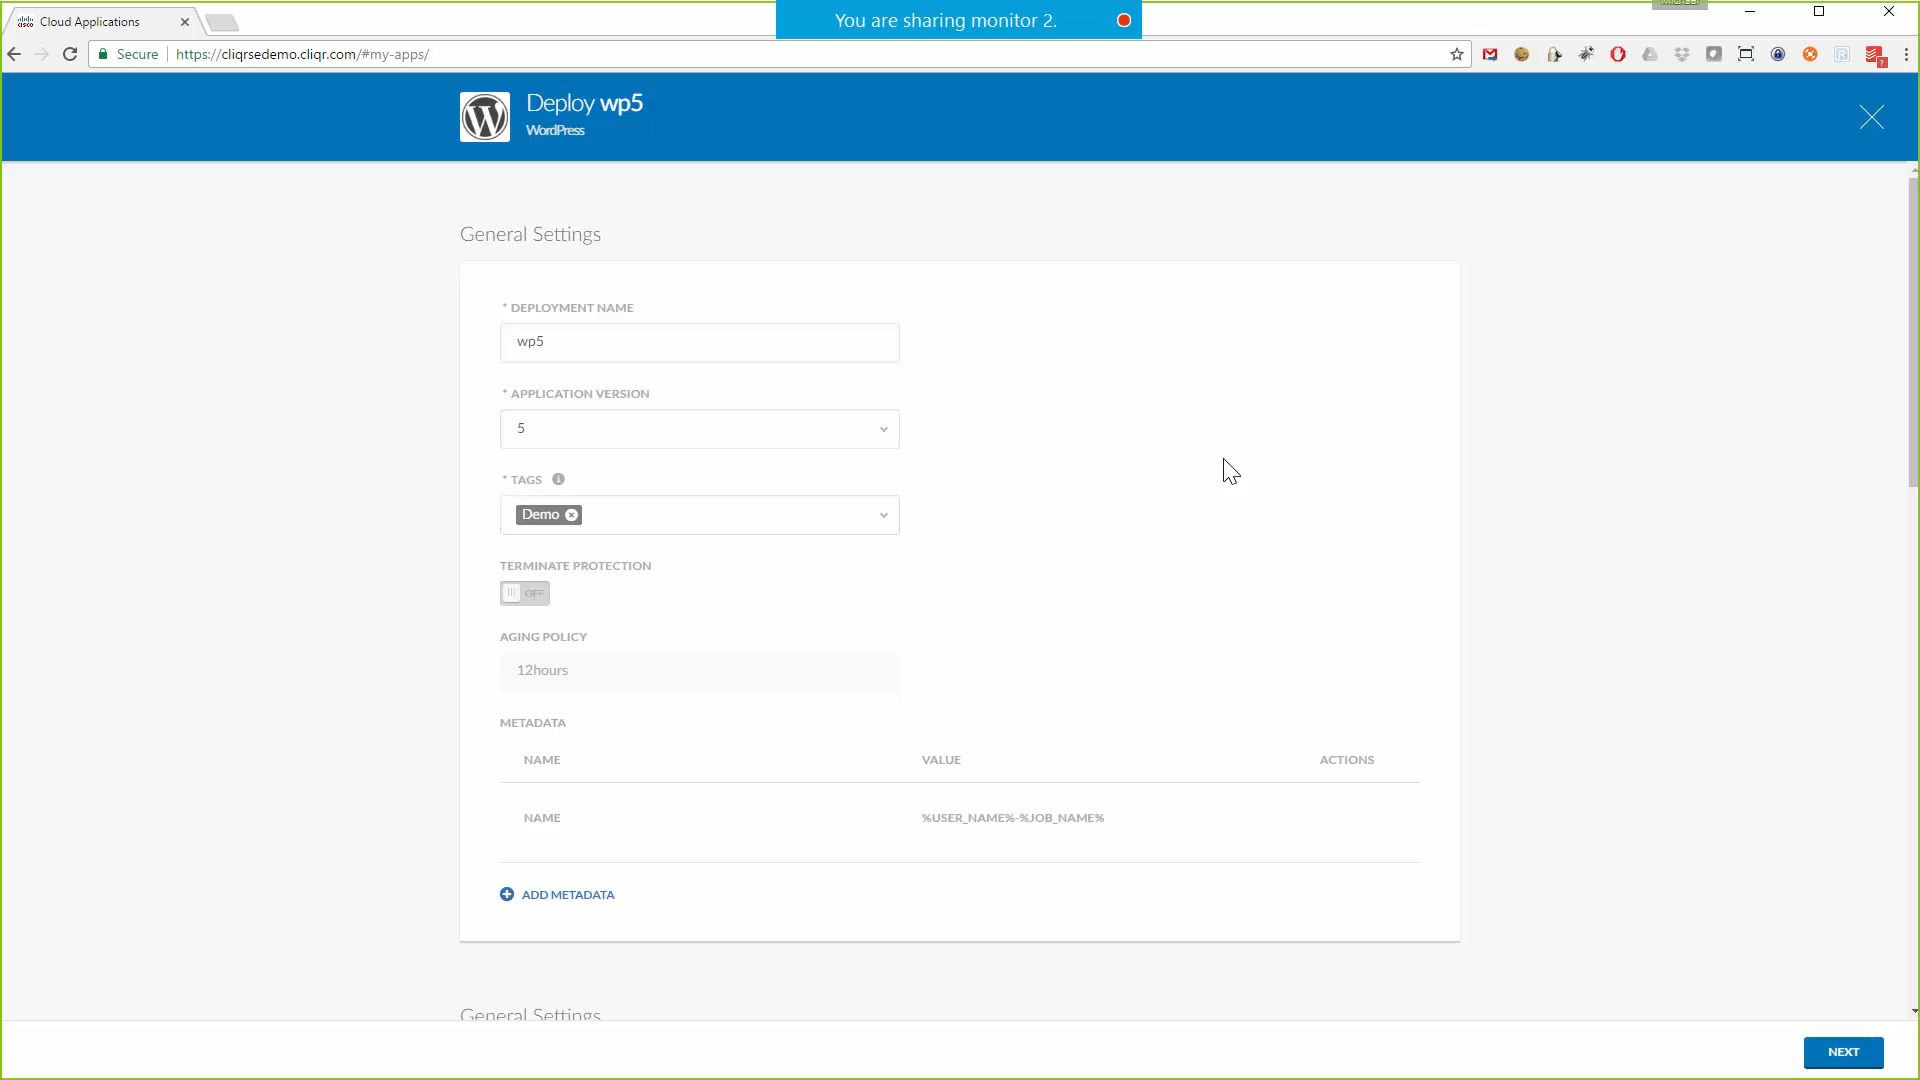 Cloud Applications
You are sharing monitor 2.
Secure
https://cliqrsedemo.cliqr.com/#my-apps/
Deploy wp5
WordPress
General Settings
* DEPLOYMENT NAME
wp5
* APPLICATION VERSION
5
* TAGS
Demo
TERMINATE PROTECTION
OFF
AGING POLICY
12hours
METADATA
NAME VALUE ACTIONS
NAME %USER_NAME%-%JOB_NAME%
ADD METADATA
General Settings
NEXT